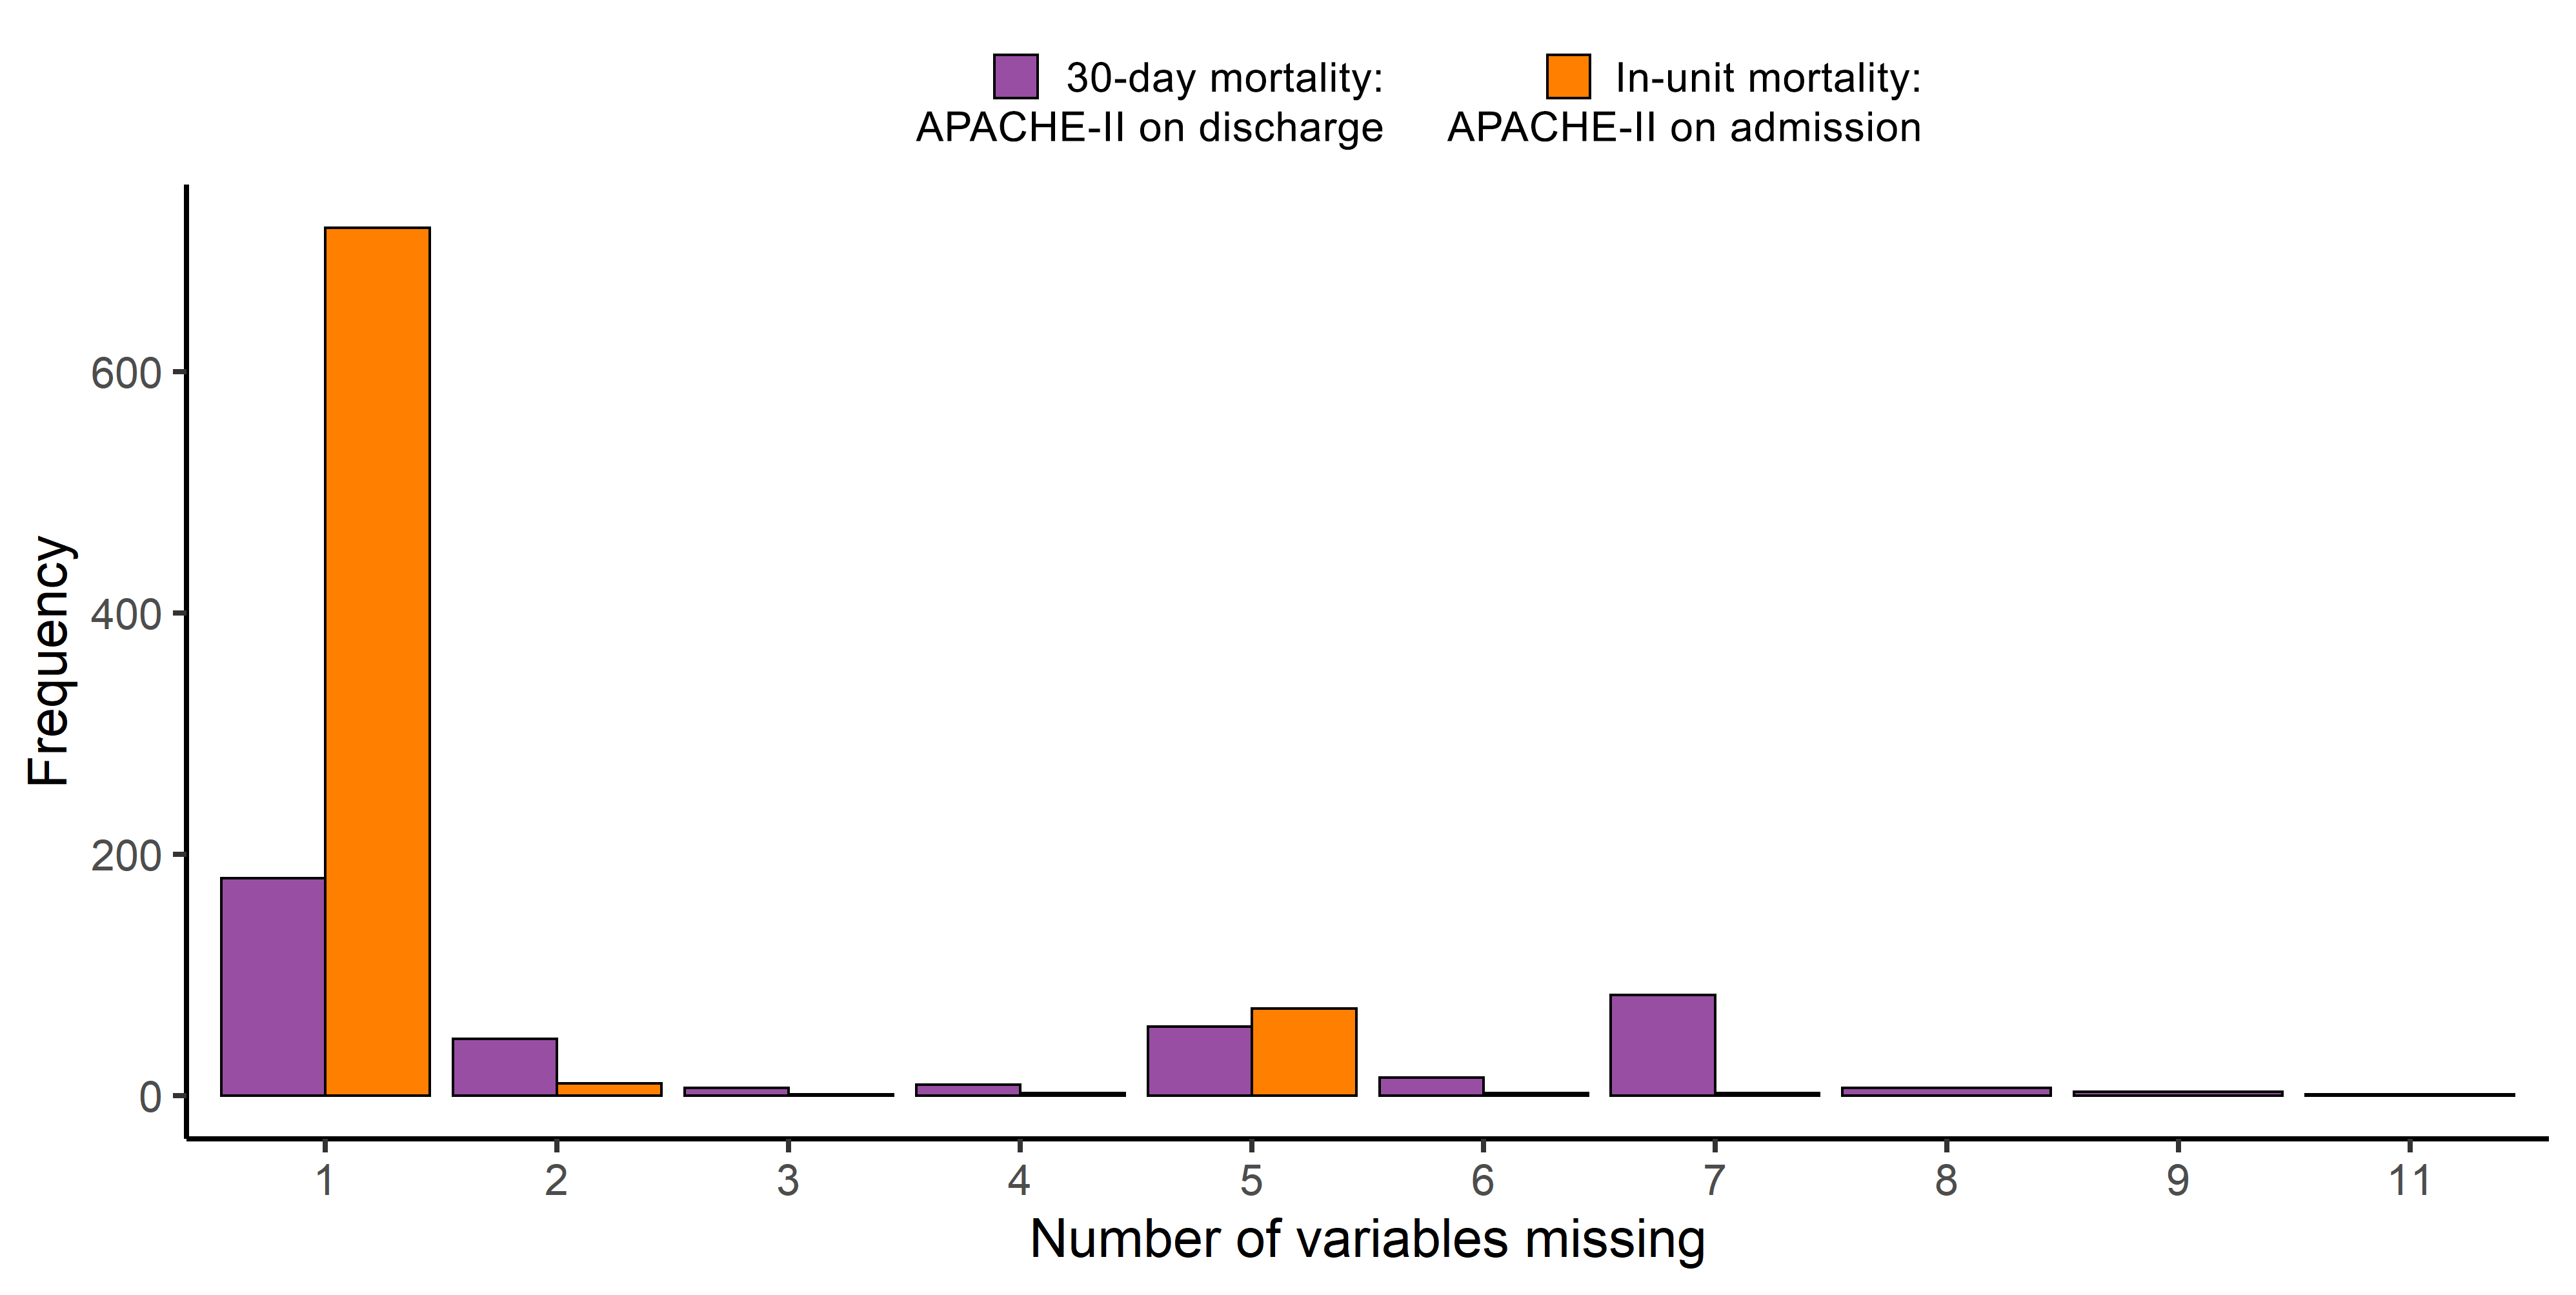 30-day mortality:
APACHE-II on discharge
In-unit mortality:
APACHE-II on admission
Frequency
600
400
200
0
1
2
3
4
5
6
7
8
9
11
Number of variables missing